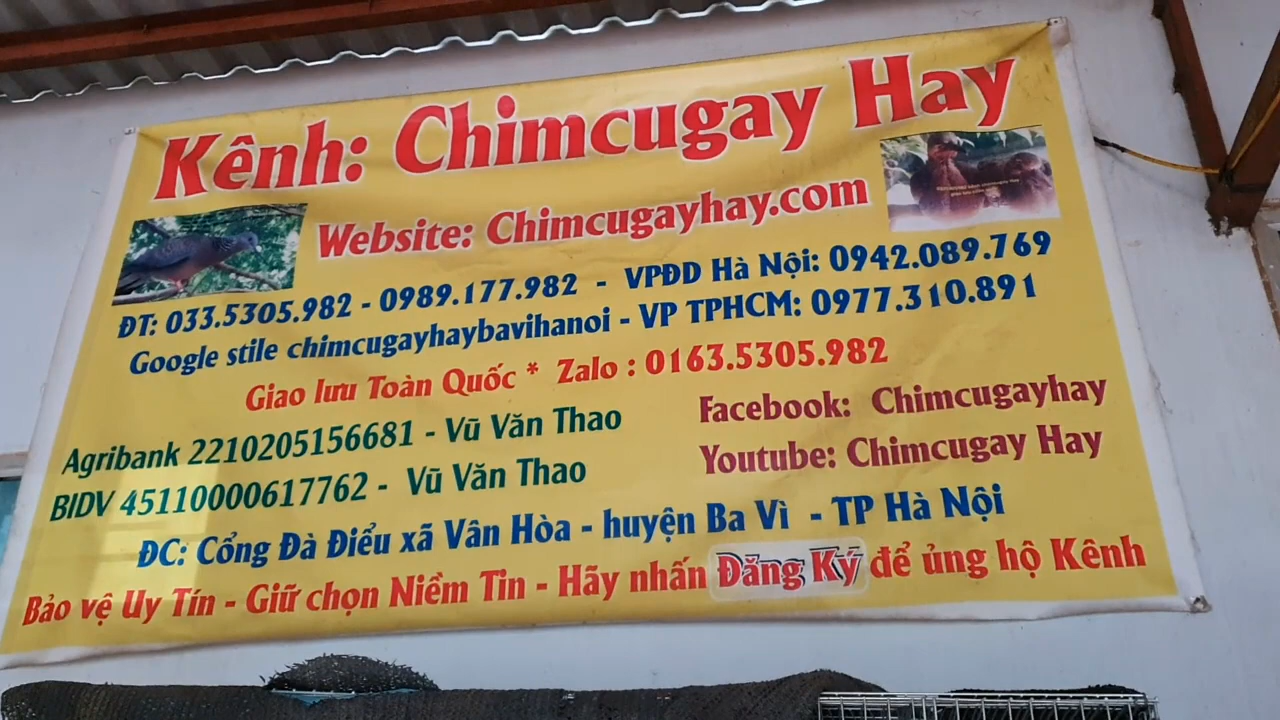 Kênh: Chimcugay Hay
Website: Chimcugayhay.com
ĐT: 033.5305.982 - 0989.177.982 - VPĐD Hà Nội: 0942.089.769
Google stile chimcugayhaybavihanoi - VP TPHCM: 0977.310.891
Giao lưu Toàn Quốc * Zalo : 0163.5305.982
Agribank 2210205156681 - Vũ Văn Thao
BIDV 45110000617762 - Vũ Văn Thao
Facebook: Chimcugayhay
Youtube: Chimcugay Hay
ĐC: Cổng Đà Điểu xã Vân Hòa - huyện Ba Vì - TP Hà Nội
Bảo vệ Uy Tín - Giữ chọn Niềm Tin - Hãy nhấn Đăng Ký để ủng hộ Kênh